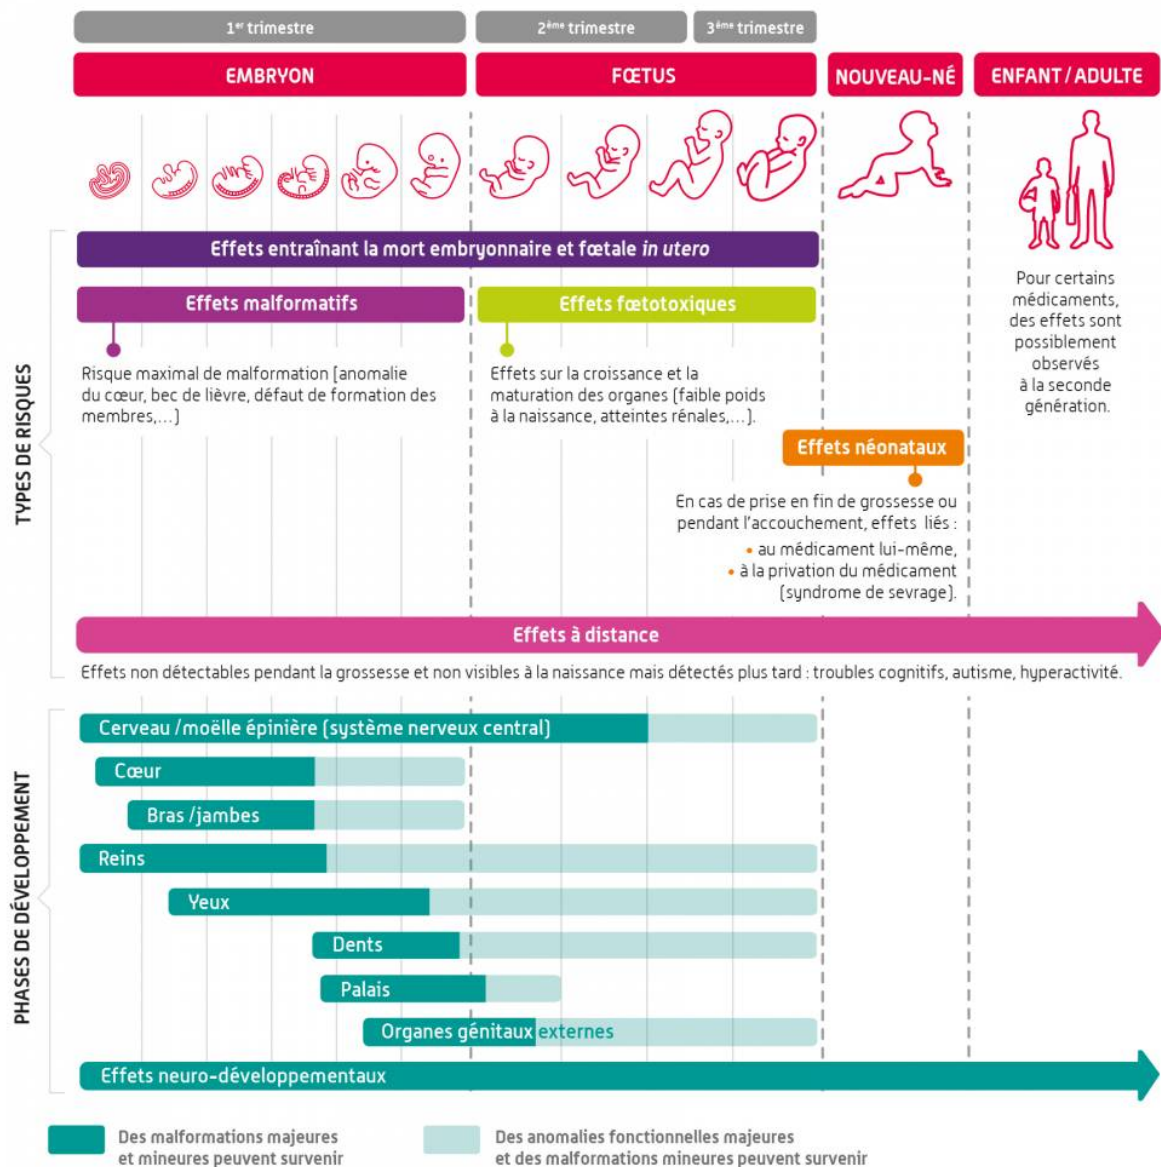 1er trimestre
2ème trimestre
3ème trimestre
EMBRYON
FŒTUS
NOUVEAU-NÉ
ENFANT / ADULTE
TYPES DE RISQUES
Effets entraînant la mort embryonnaire et fœtale in utero
Effets malformatifs
Effets fœtotoxiques
Risque maximal de malformation [anomalie
du cœur, bec de lièvre, défaut de formation des
membres,...]
Effets sur la croissance et la
maturation des organes [faible poids
à la naissance, atteintes rénales,...].
Pour certains
médicaments,
des effets sont
possiblement
observés
à la seconde
génération.
Effets néonataux
En cas de prise en fin de grossesse ou
pendant l'accouchement, effets liés :
• au médicament lui-même,
• à la privation du médicament
[syndrome de sevrage].
Effets à distance
Effets non détectables pendant la grossesse et non visibles à la naissance mais détectés plus tard : troubles cognitifs, autisme, hyperactivité.
PHASES DE DÉVELOPPEMENT
Cerveau /moëlle épinière [système nerveux central]
Cœur
Bras /jambes
Reins
Yeux
Dents
Palais
Organes génitaux externes
Effets neuro-développementaux
Des malformations majeures
et mineures peuvent survenir
Des anomalies fonctionnelles majeures
et des malformations mineures peuvent survenir